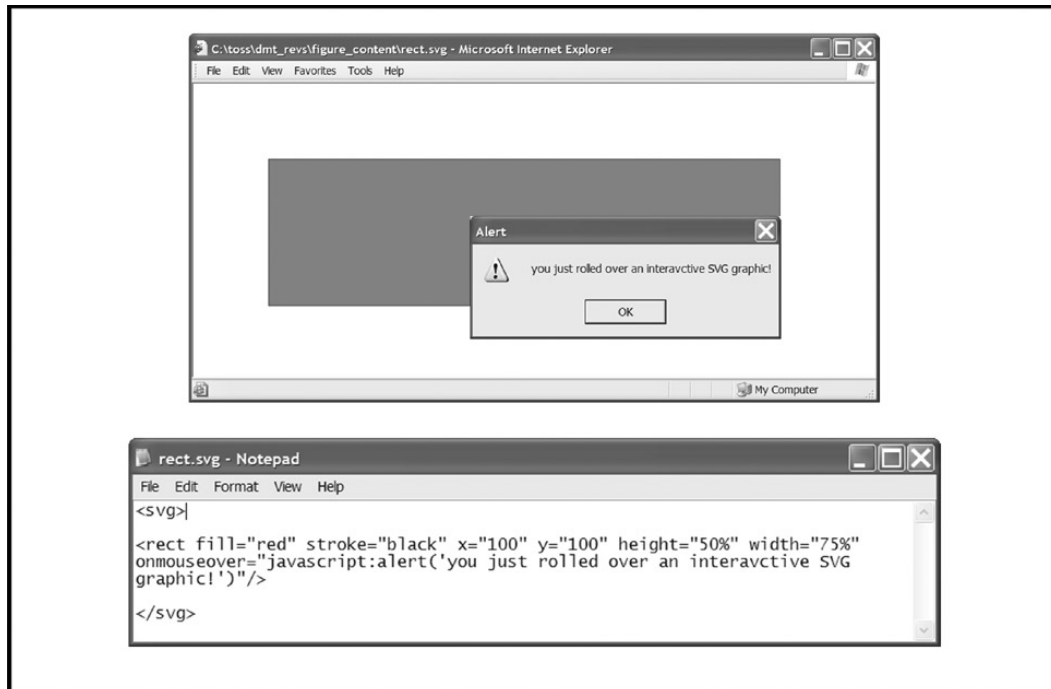 C:\toss\dmt_revs\figure_content\rect.svg - Microsoft Internet Explorer
File Edit View Favorites Tools Help
Alert
you just rolled over an interavctive SVG graphic!
OK
My Computer
rect.svg - Notepad
File Edit Format View Help
<svg>
<rect fill="red" stroke="black" x="100" y="100" height="50%" width="75%"
onmouseover="javascript:alert('you just rolled over an interavctive SVG
graphic!')"/>
</svg>